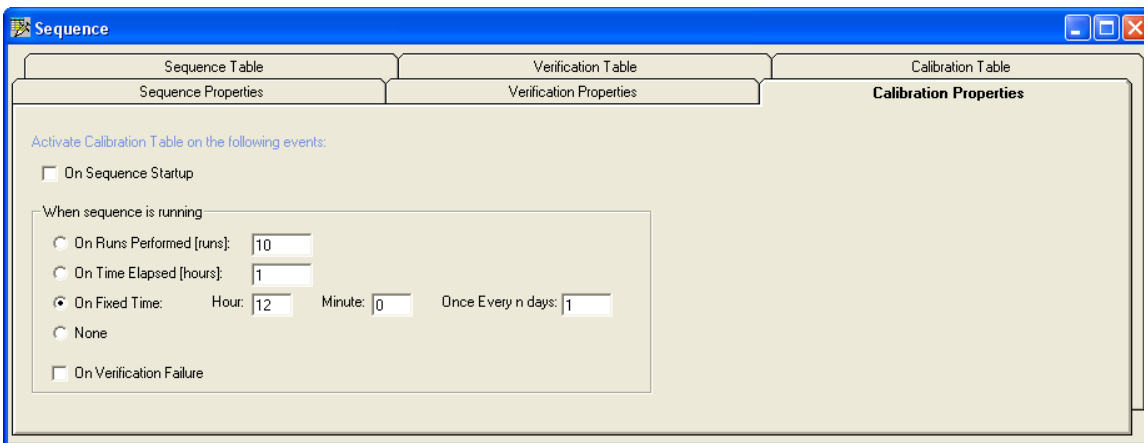 Sequence
Sequence Table Verification Table Calibration Table
Sequence Properties Verification Properties Calibration Properties
Activate Calibration Table on the following events:
On Sequence Startup
When sequence is running
On Runs Performed [runs]: 10
On Time Elapsed [hours]: 1
On Fixed Time: Hour: 12 Minute: 0 Once Every n days: 1
None
On Verification Failure